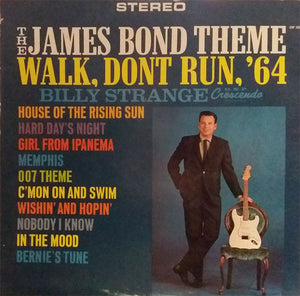 STEREO
THE JAMES BOND THEME
WALK, DONT RUN, '64
BILLY STRANGE GNP Crescendo
HOUSE OF THE RISING SUN
HARD DAY'S NIGHT
GIRL FROM IPANEMA
MEMPHIS
007 THEME
C'MON AND SWIM
WISHIN' AND HOPIN'
NOBODY I KNOW
IN THE MOOD
BERNIE'S TUNE